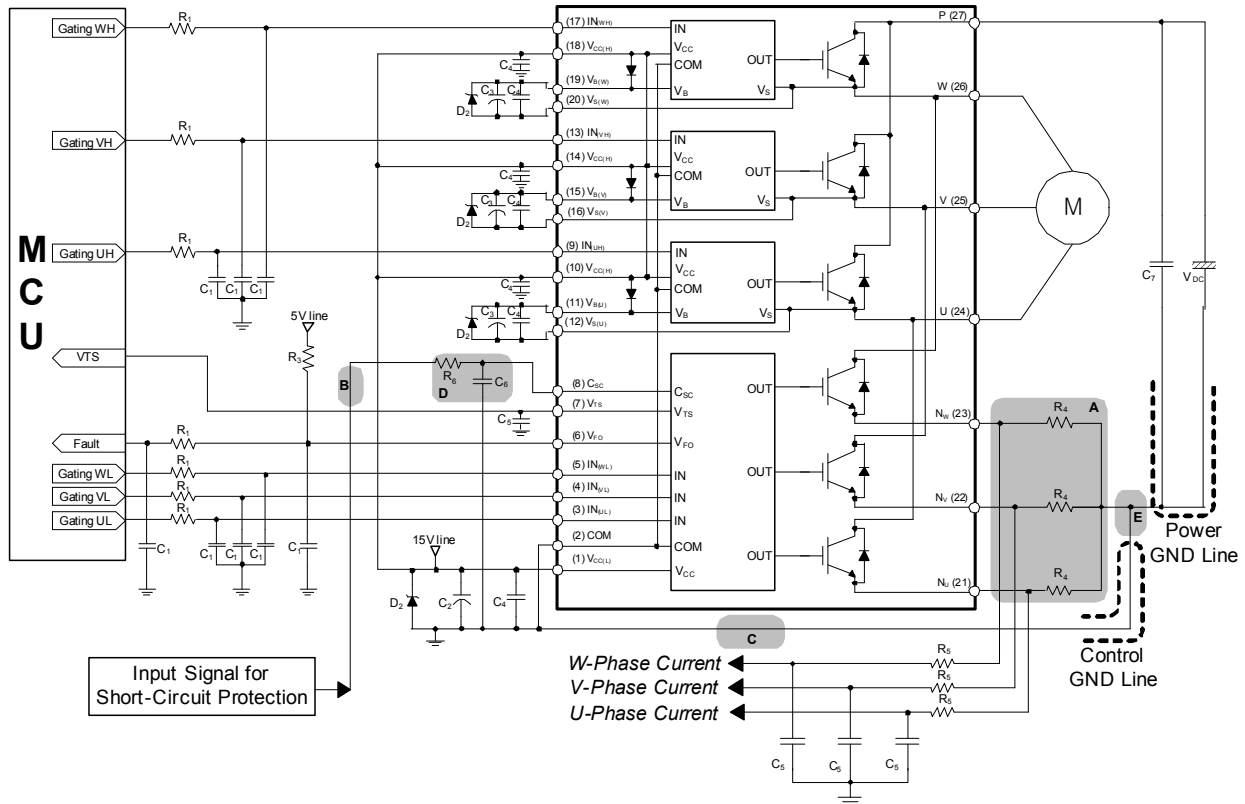 MCU
Gating WH
Gating VH
Gating UH
VTS
Fault
Gating WL
Gating VL
Gating UL
R1
R1
R1
R1
R1
R1
R1
C1
C1
C1
C1
C1
C1
C1
C1
5V line
R3
B
R6
D
C6
C5
15V line
D2
C2
C4
Input Signal for
Short-Circuit Protection
C4
C3
C4
D2
C4
C3
C4
D2
C4
C3
C4
D2
(17) IN(WH)
(18) VCC(H)
(19) VB(W)
(20) VS(W)
(13) IN(VH)
(14) VCC(H)
(15) VB(V)
(16) VS(V)
(9) IN(UH)
(10) VCC(H)
(11) VB(U)
(12) VS(U)
(8) CSC
(7) VTS
(6) VFO
(5) IN(WL)
(4) IN(VL)
(3) IN(UL)
(2) COM
(1) VCC(L)
IN
VCC
COM
VB
OUT
VS
IN
VCC
COM
VB
OUT
VS
IN
VCC
COM
VB
OUT
VS
CSC
VTS
VFO
IN
IN
IN
COM
VCC
OUT
OUT
OUT
P (27)
W (26)
V (25)
U (24)
NW (23)
NV (22)
NU (21)
M
C7
VDC
A
R4
R4
R4
E
Power
GND Line
Control
GND Line
C
W-Phase Current
V-Phase Current
U-Phase Current
R5
R5
R5
C5
C5
C5